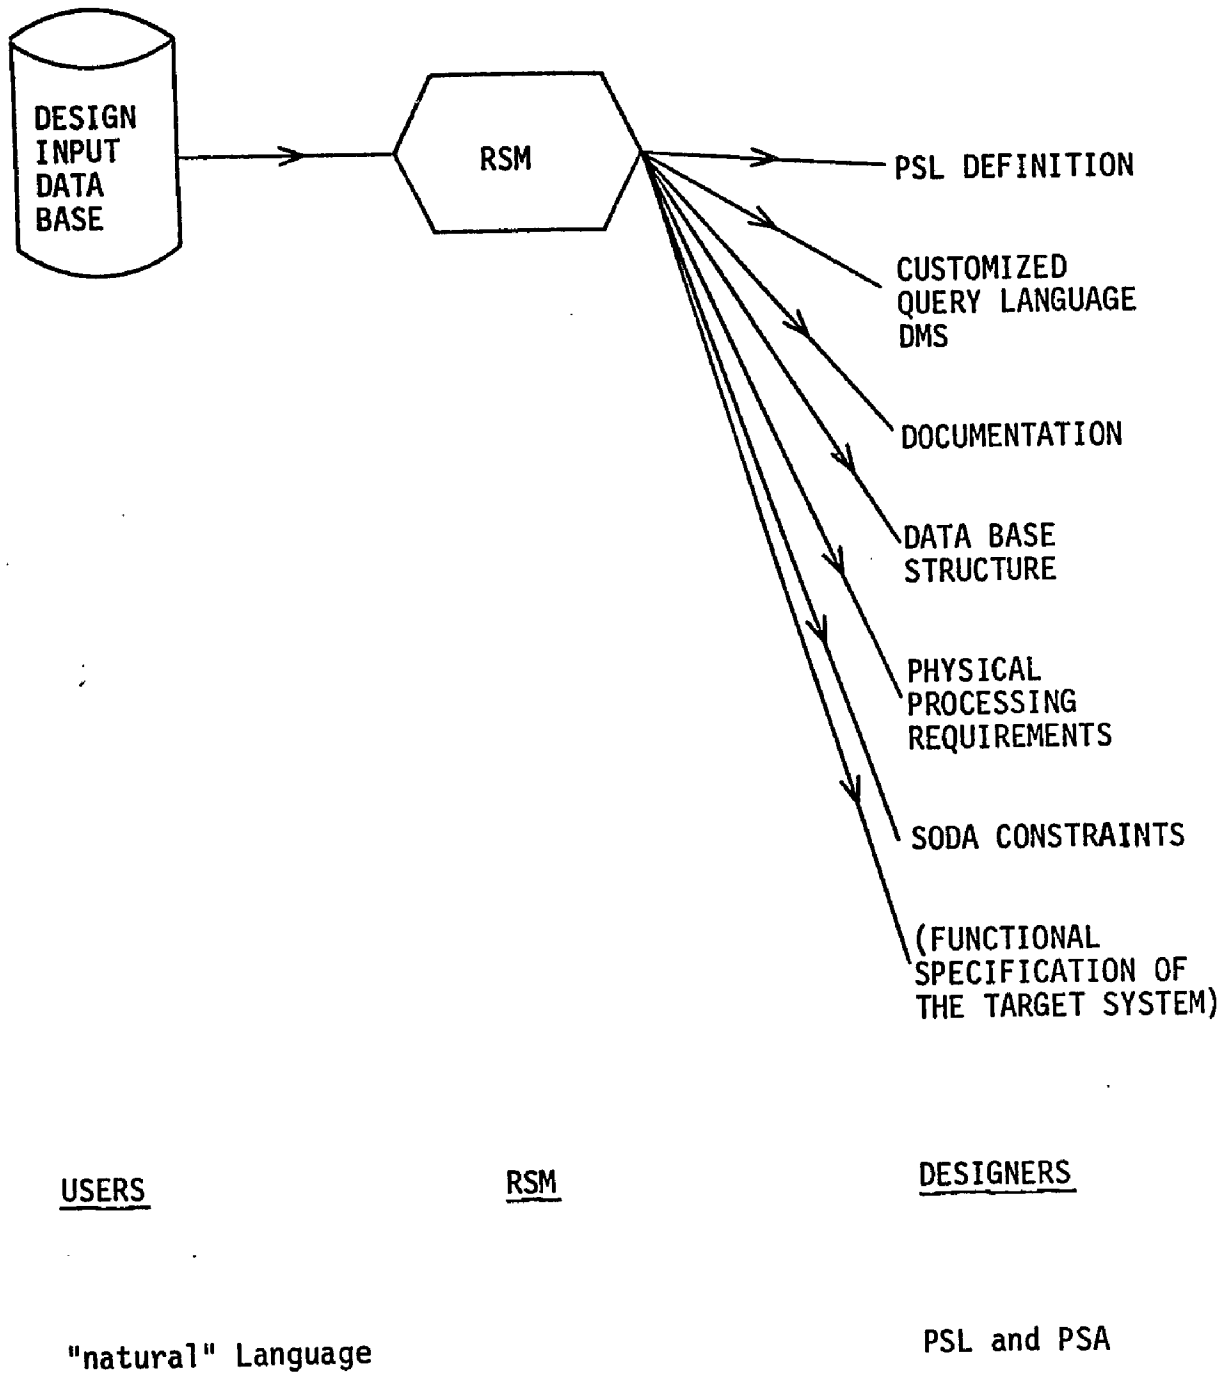 DESIGN
INPUT
DATA
BASE
RSM
PSL DEFINITION
CUSTOMIZED
QUERY LANGUAGE
DMS
DOCUMENTATION
DATA BASE
STRUCTURE
PHYSICAL
PROCESSING
REQUIREMENTS
SODA CONSTRAINTS
(FUNCTIONAL
SPECIFICATION OF
THE TARGET SYSTEM)
USERS
RSM
DESIGNERS
"natural" Language
PSL and PSA